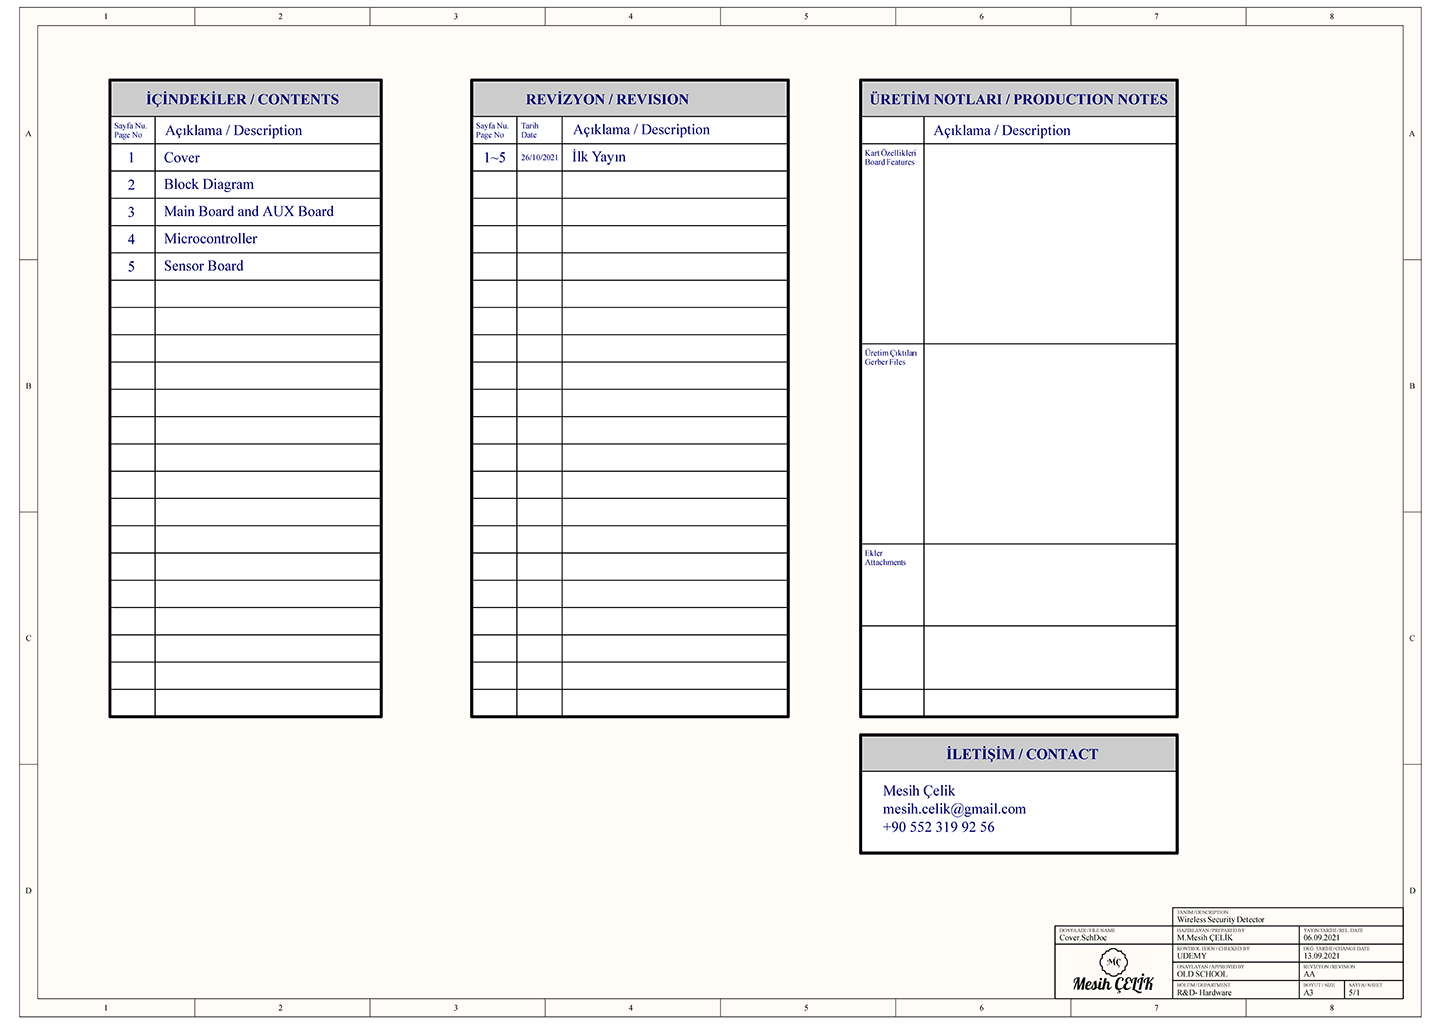 1 2 3 4 5 6 7 8
İÇİNDEKİLER / CONTENTS
Sayfa Nu.
Page No
Açıklama / Description
1 Cover
2 Block Diagram
3 Main Board and AUX Board
4 Microcontroller
5 Sensor Board
REVİZYON / REVISION
Sayfa Nu.
Page No
Tarih
Date
Açıklama / Description
1~5 26/10/2021 İlk Yayın
ÜRETİM NOTLARI / PRODUCTION NOTES
Açıklama / Description
Kart Özellikleri
Board Features
Üretim Çıktıları
Gerber Files
Ekler
Attachments
İLETİŞİM / CONTACT
Mesih Çelik
mesih.celik@gmail.com
+90 552 319 92 56
A A
B B
C C
D D
TANIM / DESCRIPTION
Wireless Security Detector
DOSYA ADI / FILE NAME
Cover.SchDoc
HAZIRLAYAN / PREPARED BY
M.Mesih ÇELİK
YAYIN TARİHİ / REL. DATE
06.09.2021
KONTROL EDEN / CHECKED BY
UDEMY
DEĞ. TARİHİ / CHANGE DATE
13.09.2021
ONAYLAYAN / APPROVED BY
OLD SCHOOL
REVİZYON / REVISION
AA
BÖLÜM / DEPARTMENT
R&D- Hardware
BOYUT / SIZE
A3
SAYFA / SHEET
5/1
MÇ
Mesih ÇELİK
1 2 3 4 5 6 7 8